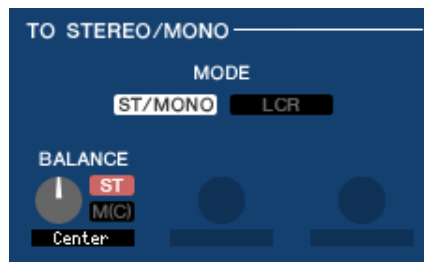 TO STEREO/MONO
MODE
ST/MONO LCR
BALANCE
ST
M(C)
Center